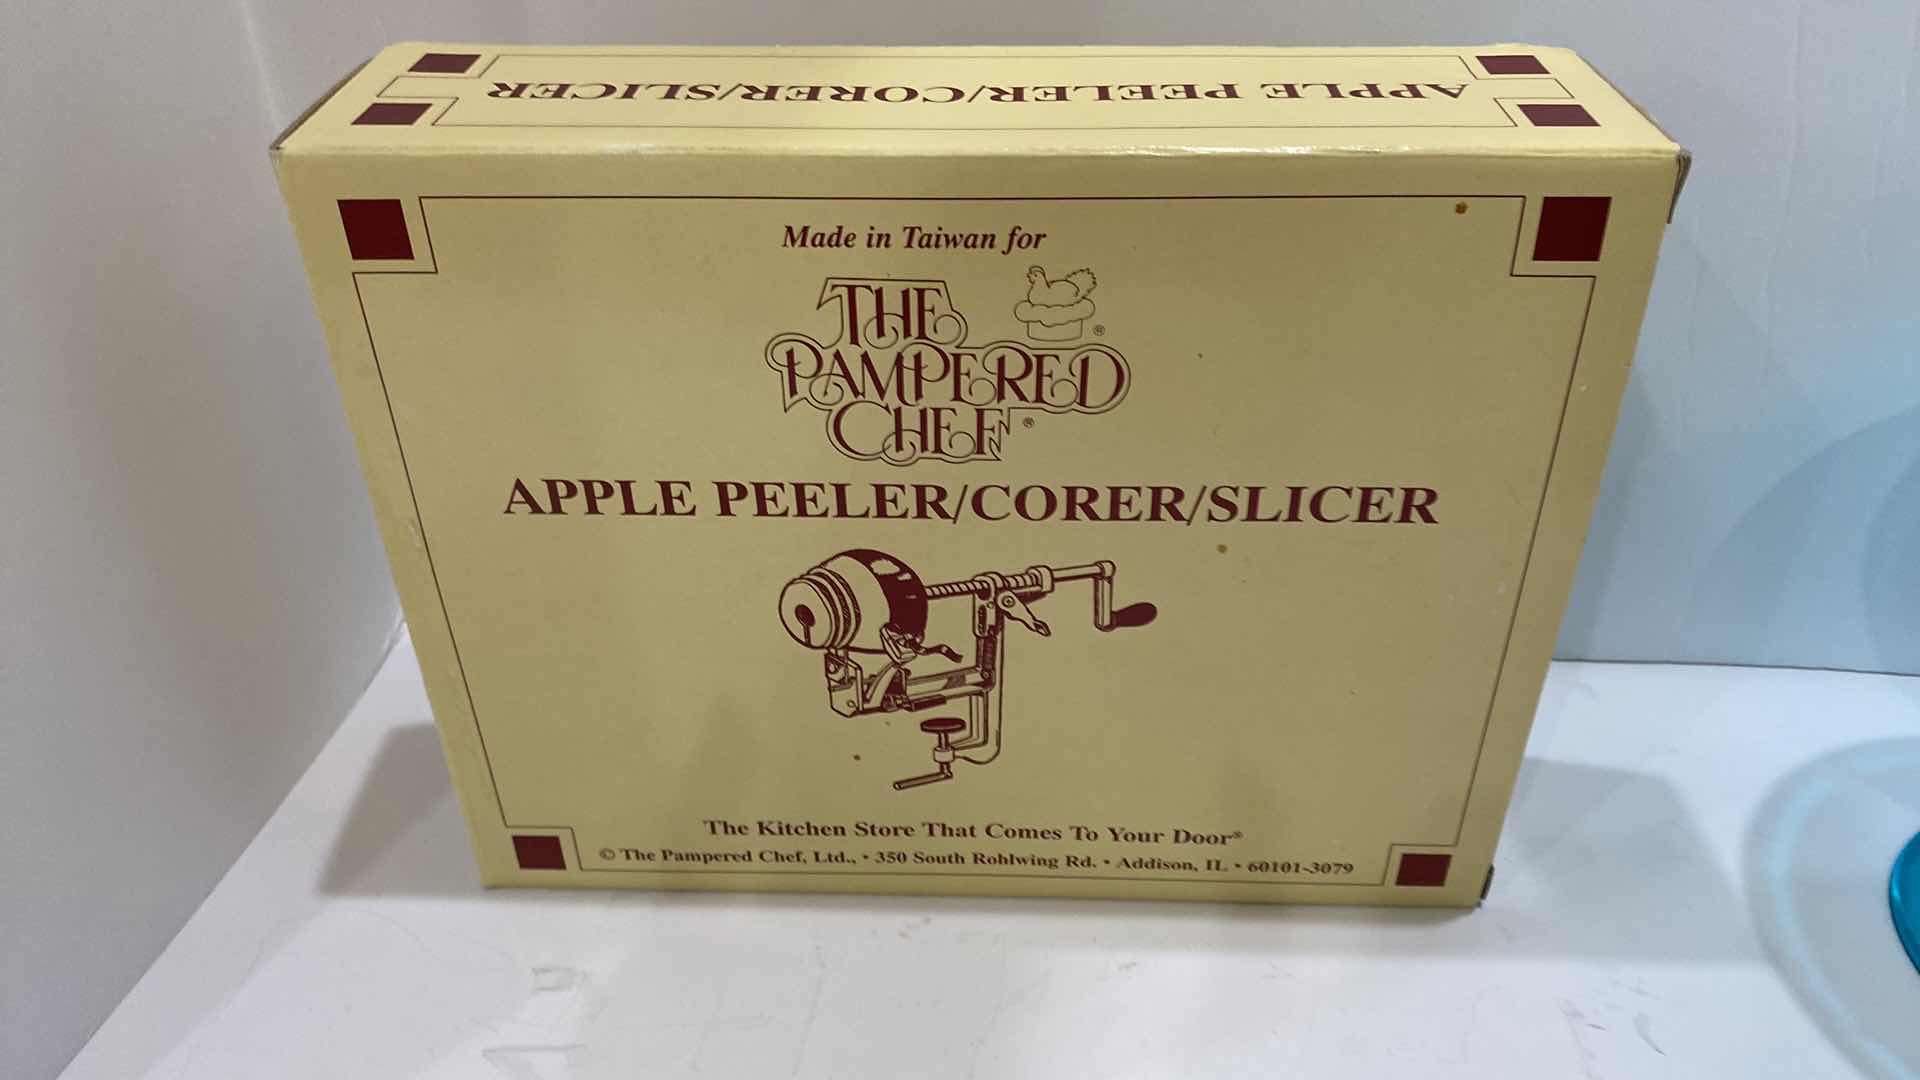 APPLE PEELER/CORER/SLICER
Made in Taiwan for
THE
PAMPERED
CHEF®
®
APPLE PEELER/CORER/SLICER
The Kitchen Store That Comes To Your Door®
© The Pampered Chef, Ltd., • 350 South Rohlwing Rd. • Addison, IL • 60101-3079